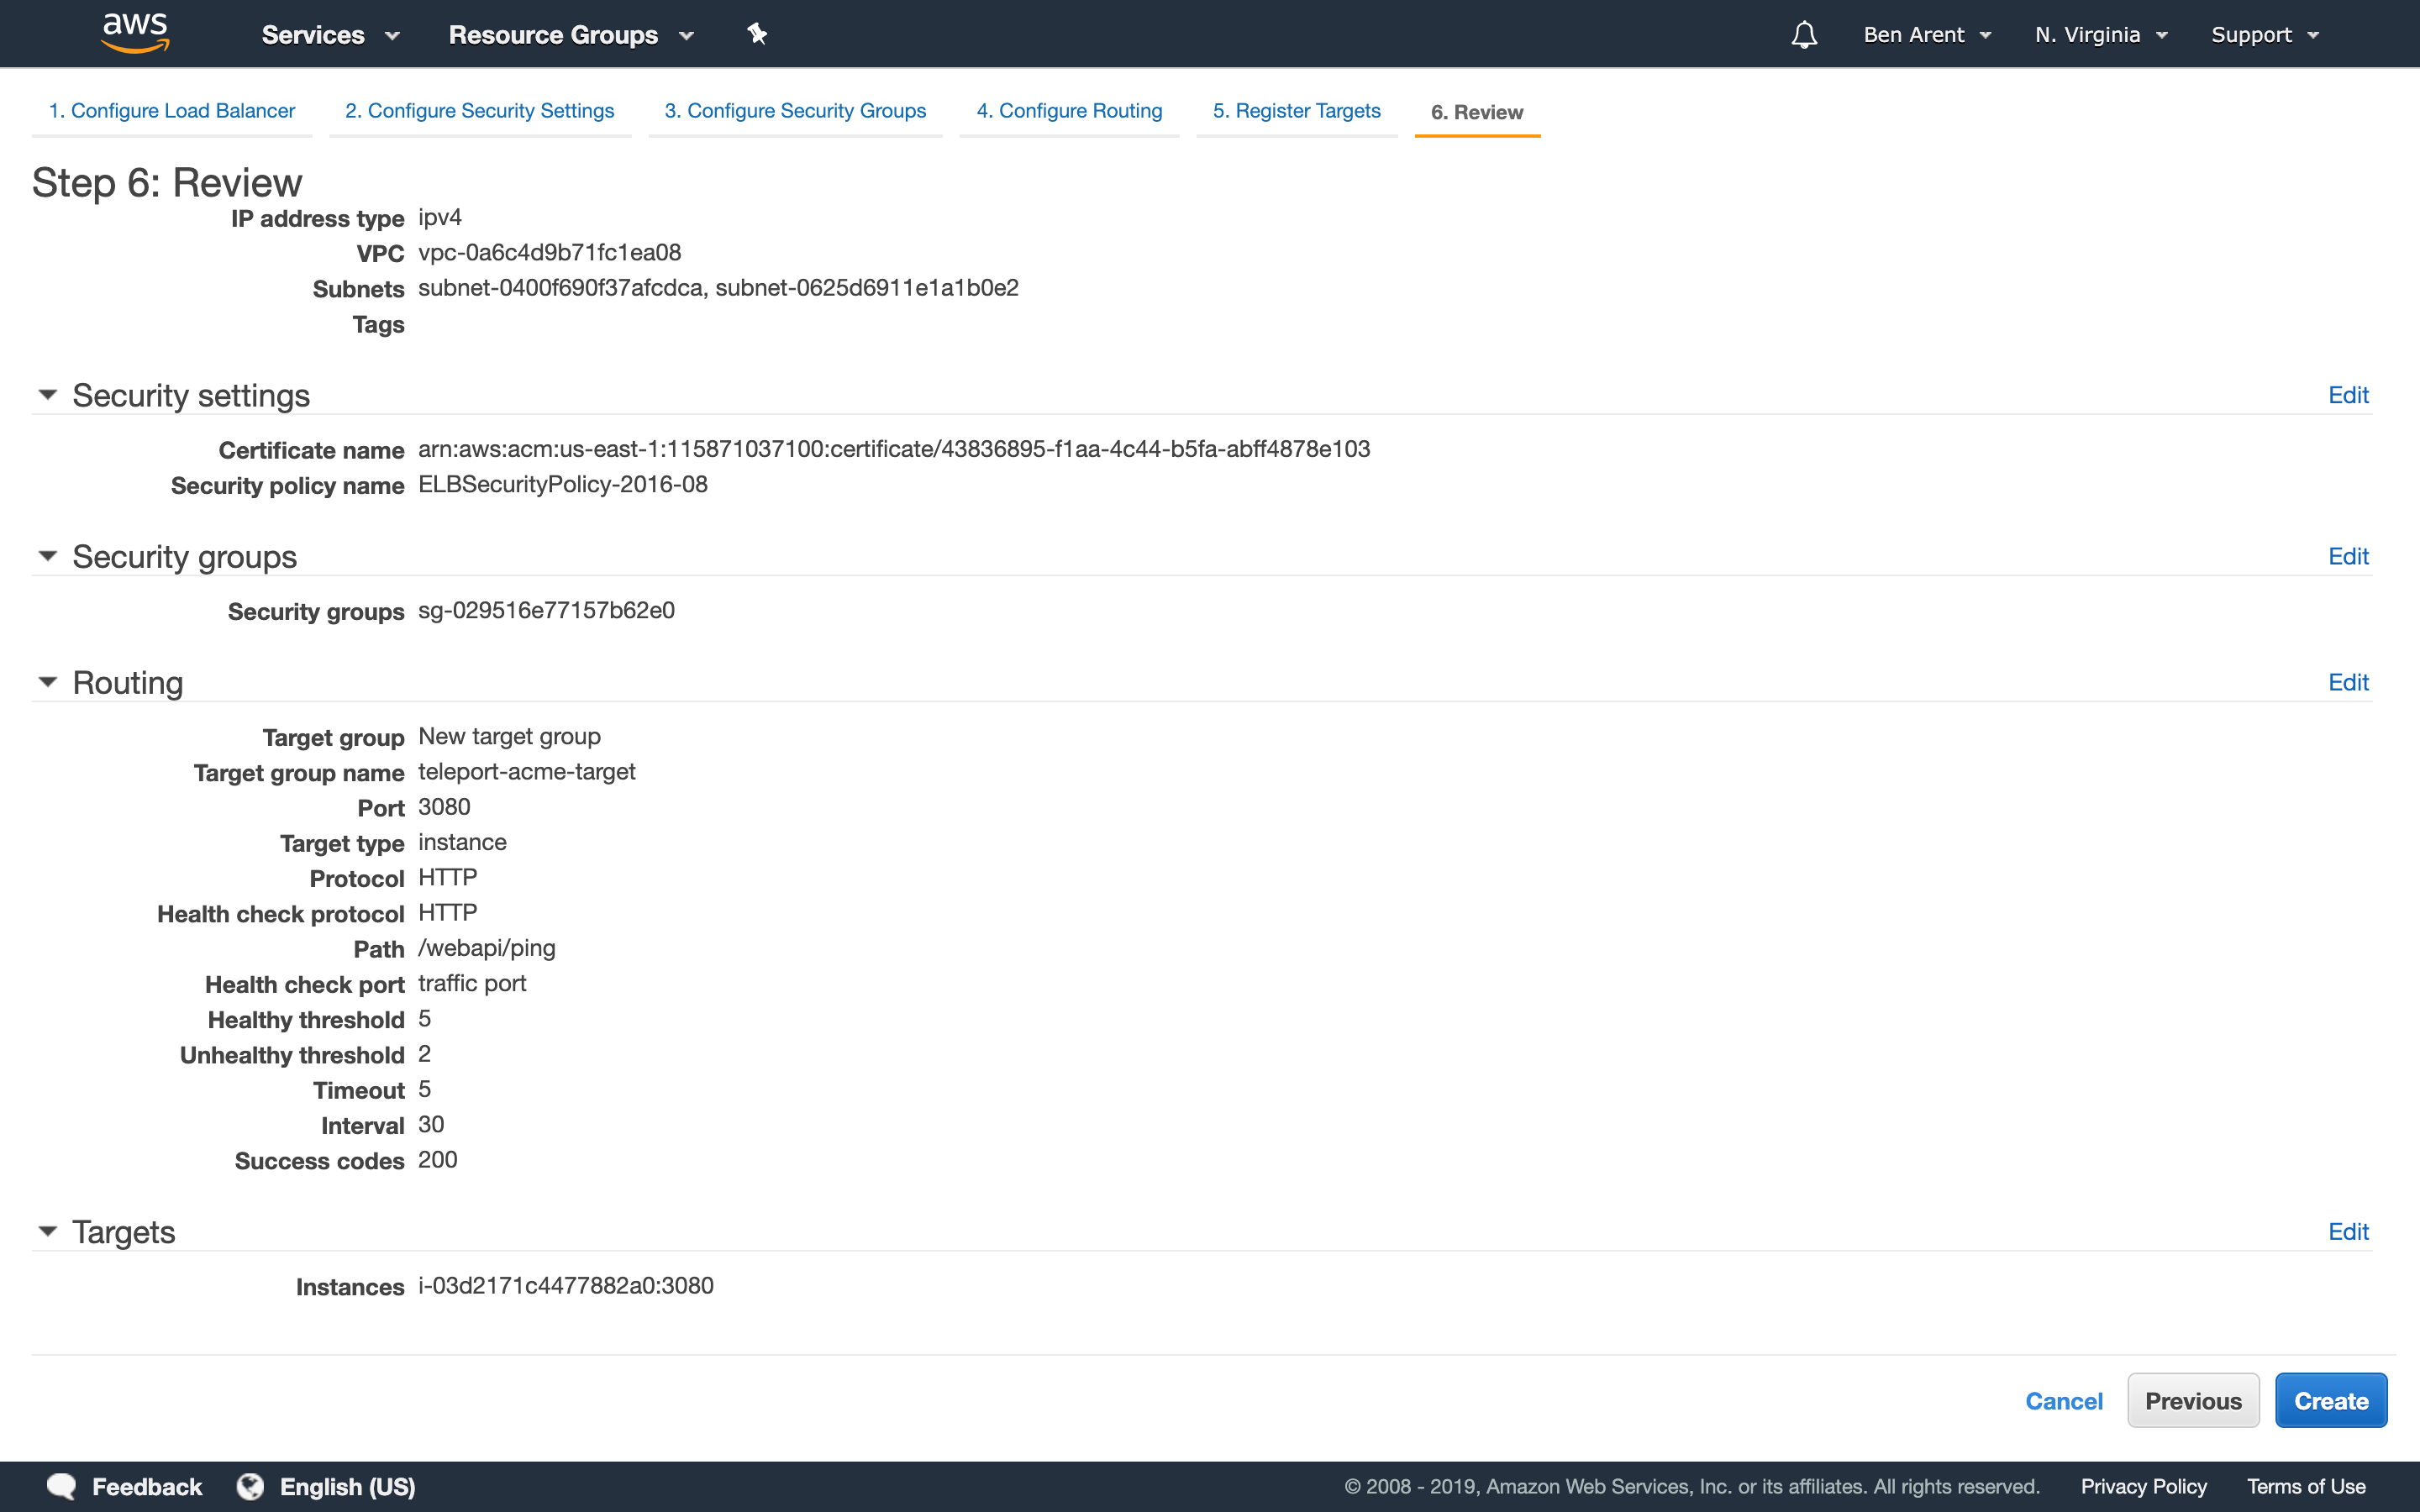 aws Services Resource Groups Ben Arent N. Virginia Support
1. Configure Load Balancer 2. Configure Security Settings 3. Configure Security Groups 4. Configure Routing 5. Register Targets 6. Review
Step 6: Review
IP address type ipv4
VPC vpc-0a6c4d9b71fc1ea08
Subnets subnet-0400f690f37afcdca, subnet-0625d6911e1a1b0e2
Tags
Security settings Edit
Certificate name arn:aws:acm:us-east-1:115871037100:certificate/43836895-f1aa-4c44-b5fa-abff4878e103
Security policy name ELBSecurityPolicy-2016-08
Security groups Edit
Security groups sg-029516e77157b62e0
Routing Edit
Target group New target group
Target group name teleport-acme-target
Port 3080
Target type instance
Protocol HTTP
Health check protocol HTTP
Path /webapi/ping
Health check port traffic port
Healthy threshold 5
Unhealthy threshold 2
Timeout 5
Interval 30
Success codes 200
Targets Edit
Instances i-03d2171c4477882a0:3080
Cancel Previous Create
Feedback English (US) © 2008 - 2019, Amazon Web Services, Inc. or its affiliates. All rights reserved. Privacy Policy Terms of Use